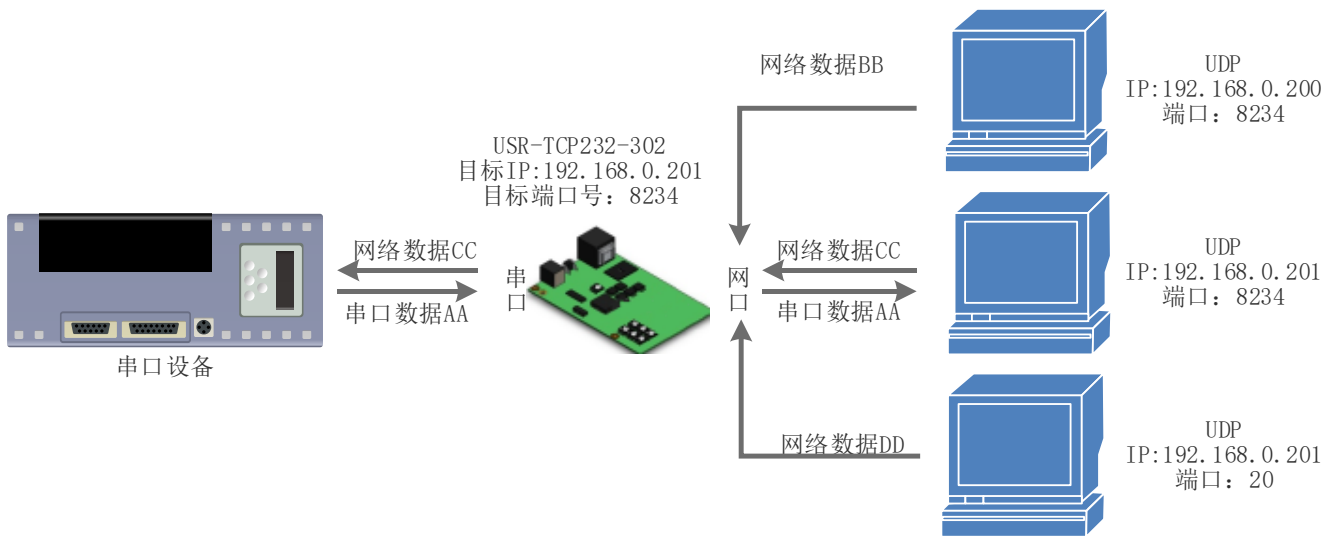 网络数据BB
UDP
IP:192.168.0.200
端口：8234
USR-TCP232-302
目标IP:192.168.0.201
目标端口号：8234
网络数据CC
串口数据AA
串口
网口
网络数据CC
串口数据AA
UDP
IP:192.168.0.201
端口：8234
串口设备
网络数据DD
UDP
IP:192.168.0.201
端口：20